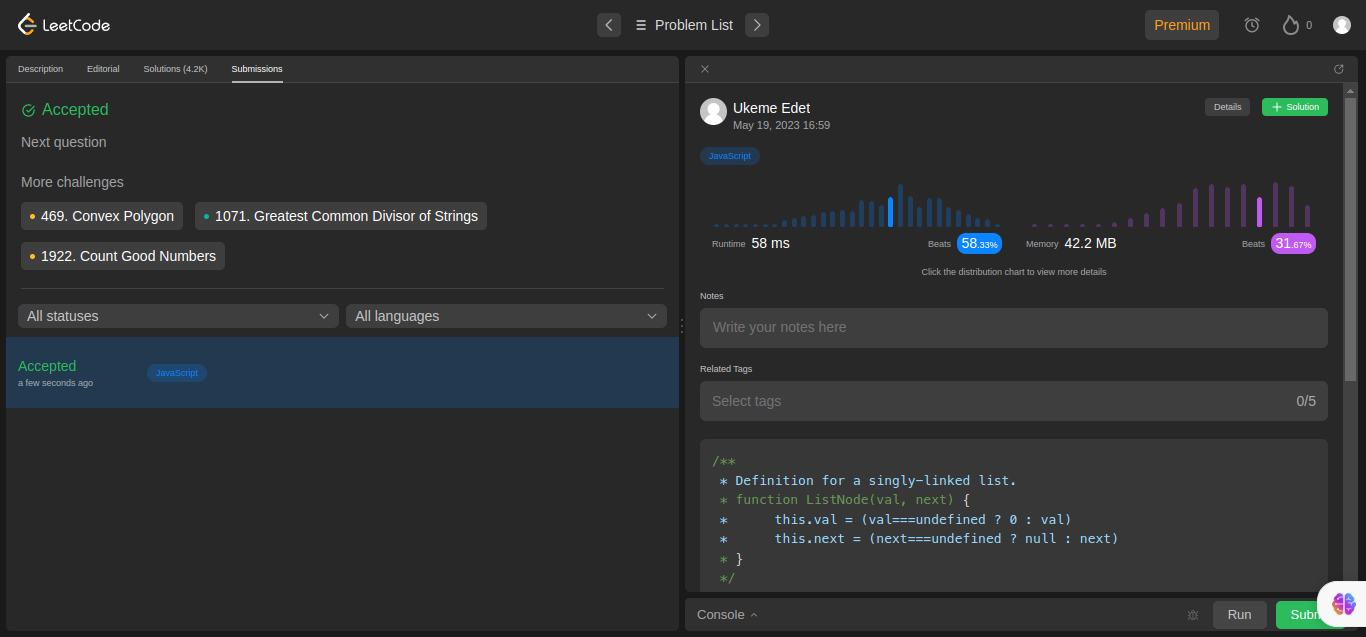 LeetCode
Problem List
Premium
0
Description Editorial Solutions (4.2K) Submissions
Accepted
Next question
More challenges
469. Convex Polygon
1071. Greatest Common Divisor of Strings
1922. Count Good Numbers
All statuses
All languages
Accepted
a few seconds ago
JavaScript
Ukeme Edet
May 19, 2023 16:59
Details
Solution
JavaScript
Runtime 58 ms
Beats 58.33%
Memory 42.2 MB
Beats 31.67%
Click the distribution chart to view more details
Notes
Write your notes here
Related Tags
Select tags
0/5
/**
* Definition for a singly-linked list.
* function ListNode(val, next) {
*     this.val = (val===undefined ? 0 : val)
*     this.next = (next===undefined ? null : next)
* }
*/
Console
Run